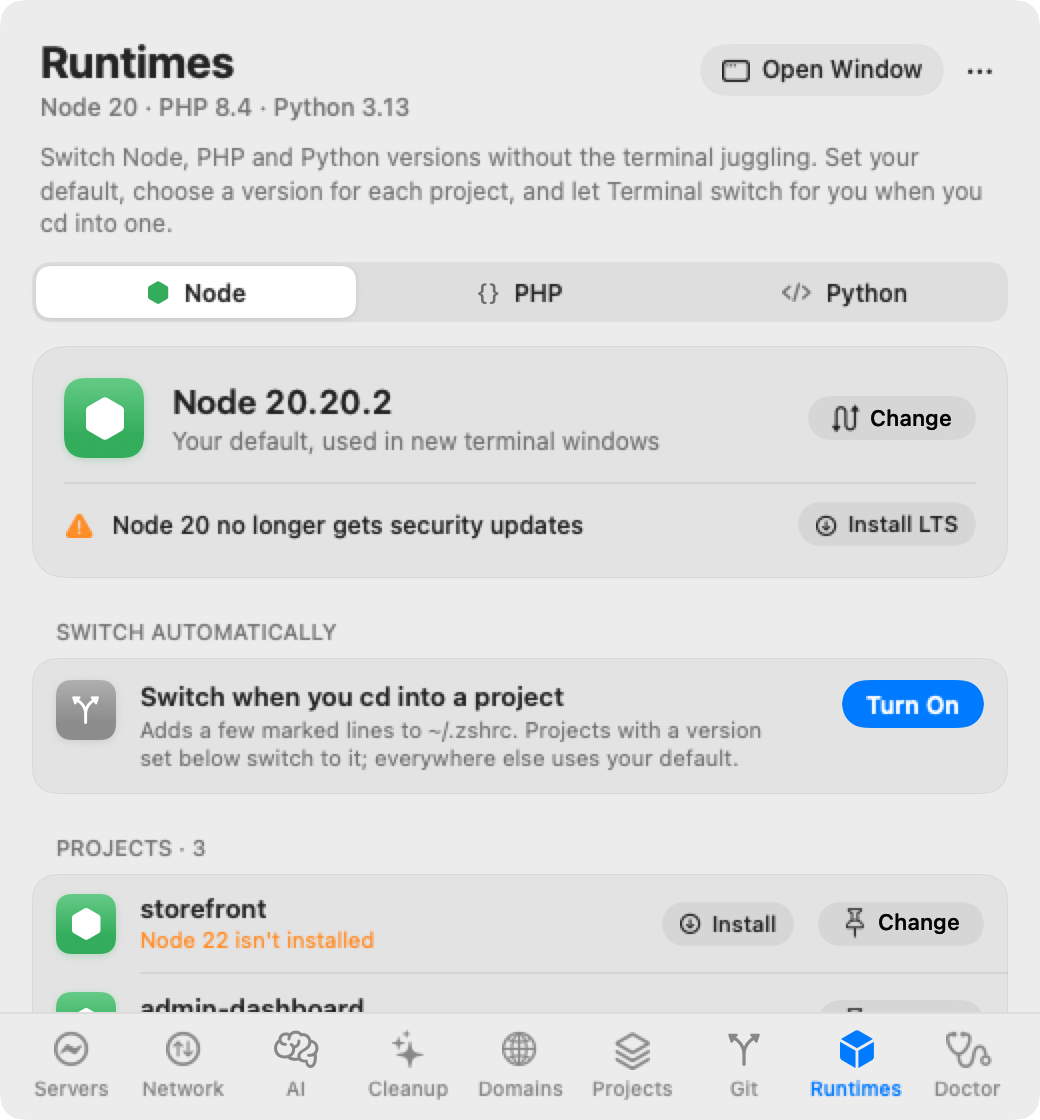 Runtimes
Open Window
Node 20 · PHP 8.4 · Python 3.13
Switch Node, PHP and Python versions without the terminal juggling. Set your
default, choose a version for each project, and let Terminal switch for you when you
cd into one.
Node
{} PHP
</> Python
Node 20.20.2
Your default, used in new terminal windows
Change
Node 20 no longer gets security updates
Install LTS
SWITCH AUTOMATICALLY
Switch when you cd into a project
Adds a few marked lines to ~/.zshrc. Projects with a version
set below switch to it; everywhere else uses your default.
Turn On
PROJECTS · 3
storefront
Node 22 isn't installed
Install
Change
admin-dashboard
Servers
Network
AI
Cleanup
Domains
Projects
Git
Runtimes
Doctor